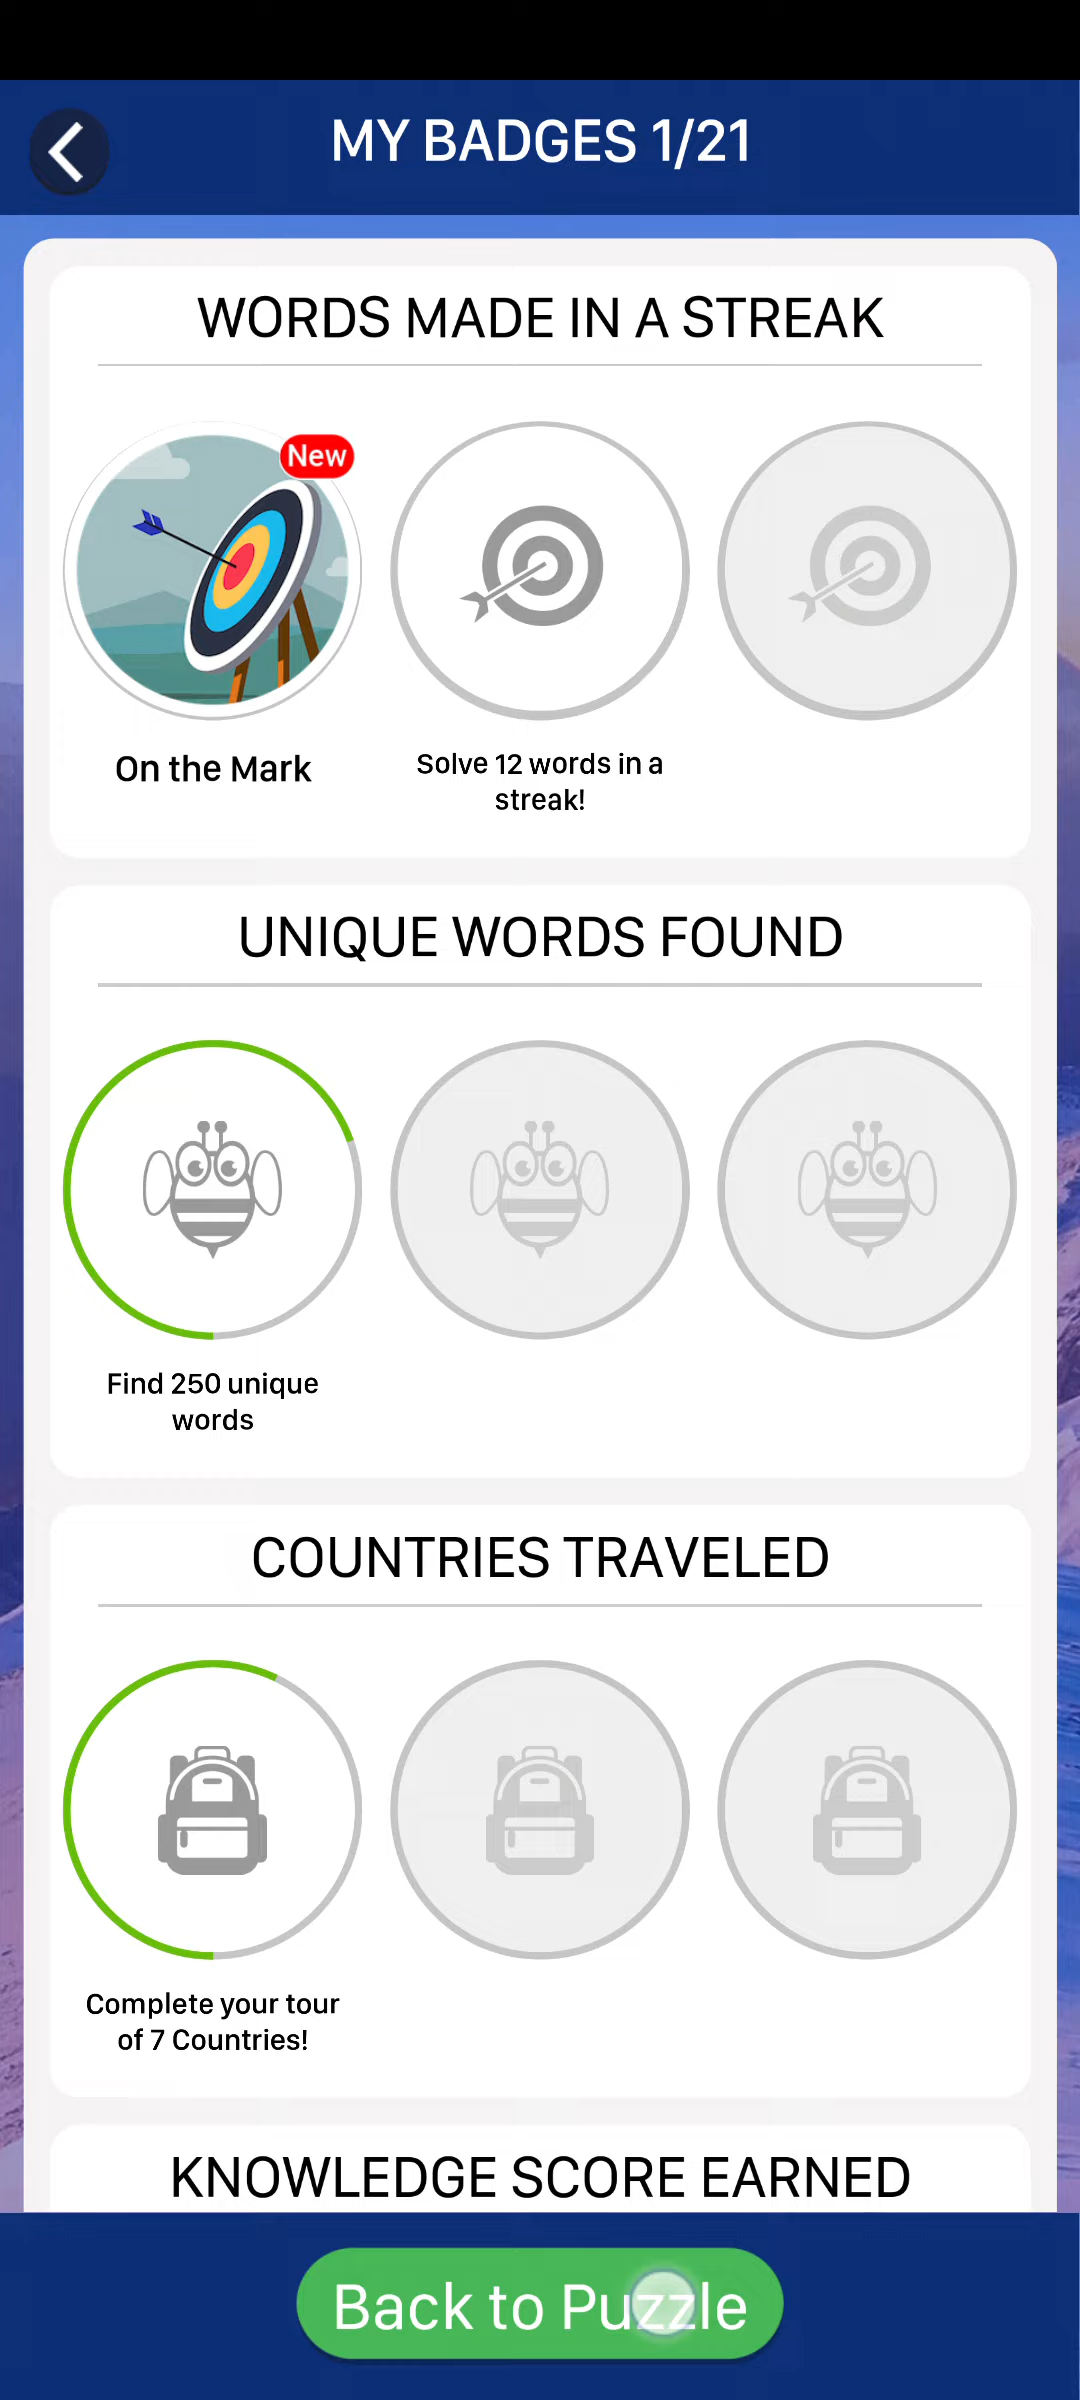 MY BADGES 1/21
WORDS MADE IN A STREAK
New
On the Mark
Solve 12 words in a
streak!
UNIQUE WORDS FOUND
Find 250 unique
words
COUNTRIES TRAVELED
Complete your tour
of 7 Countries!
KNOWLEDGE SCORE EARNED
Back to Puzzle